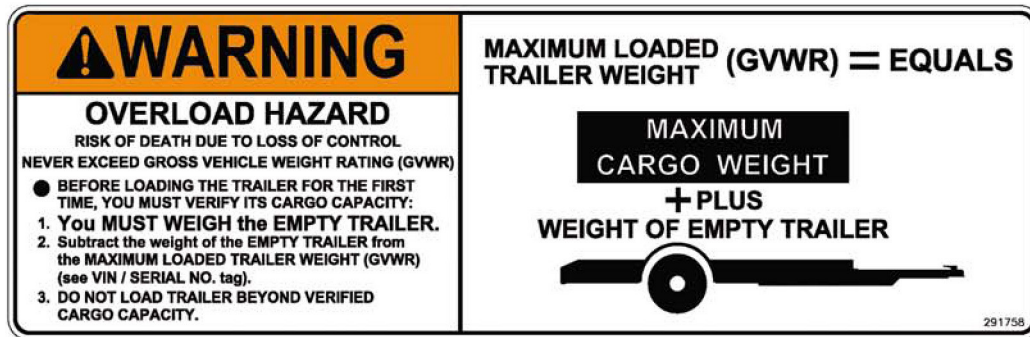 WARNING
OVERLOAD HAZARD
RISK OF DEATH DUE TO LOSS OF CONTROL
NEVER EXCEED GROSS VEHICLE WEIGHT RATING (GVWR)
● BEFORE LOADING THE TRAILER FOR THE FIRST
TIME, YOU MUST VERIFY ITS CARGO CAPACITY:
1. You MUST WEIGH the EMPTY TRAILER.
2. Subtract the weight of the EMPTY TRAILER from
the MAXIMUM LOADED TRAILER WEIGHT (GVWR)
(see VIN / SERIAL NO. tag).
3. DO NOT LOAD TRAILER BEYOND VERIFIED
CARGO CAPACITY.
MAXIMUM LOADED
TRAILER WEIGHT (GVWR) = EQUALS
MAXIMUM
CARGO WEIGHT
+ PLUS
WEIGHT OF EMPTY TRAILER
291758